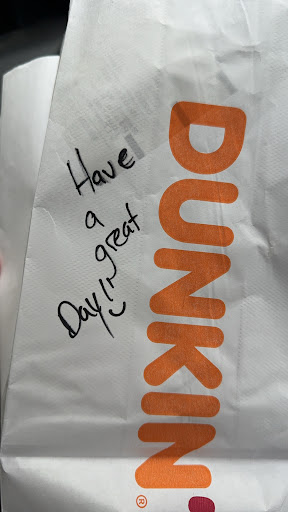 Have
a
great
Day! :)
DUNKIN'
®